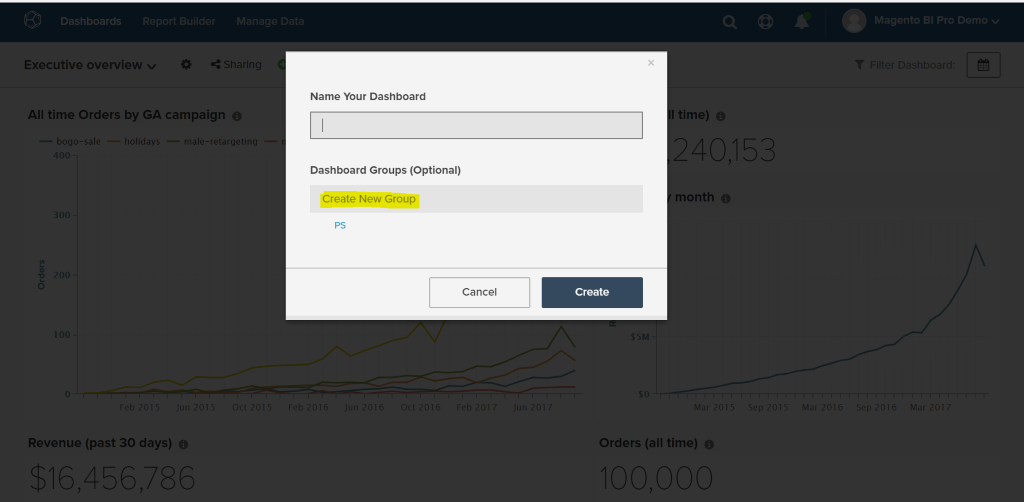 Dashboards Report Builder Manage Data Magento BI Pro Demo
Executive overview Sharing Filter Dashboard:
Name Your Dashboard
Dashboard Groups (Optional)
Create New Group
PS
Cancel Create
All time Orders by GA campaign
bogo-sale holidays male-retargeting
400
300
200
100
0
Orders
Feb 2015 Jun 2015 Oct 2015 Feb 2016 Jun 2016 Oct 2016 Feb 2017 Jun 2017
ll time)
,240,153
month
$5M
$0
Mar 2015 Sep 2015 Mar 2016 Sep 2016 Mar 2017
Revenue (past 30 days)
$16,456,786
Orders (all time)
100,000